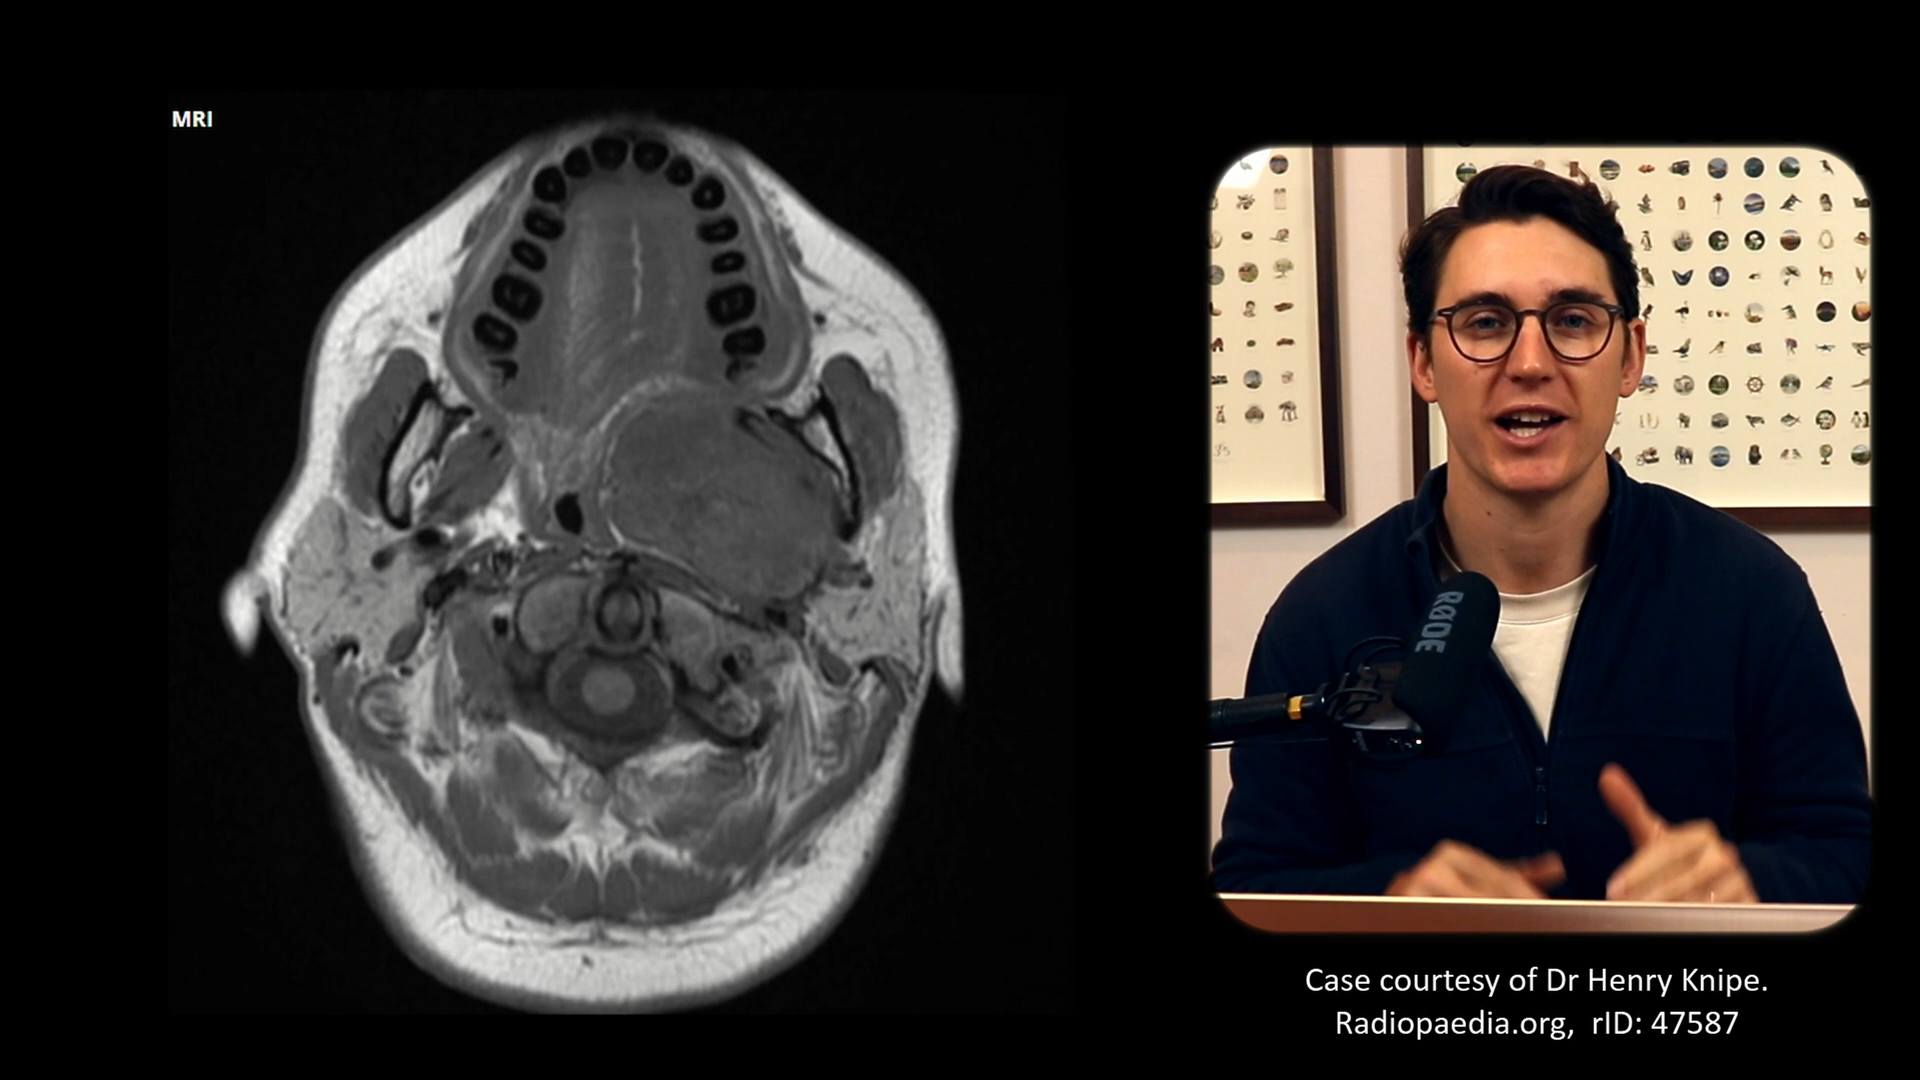 MRI
RØDE
Case courtesy of Dr Henry Knipe.
Radiopaedia.org, rID: 47587